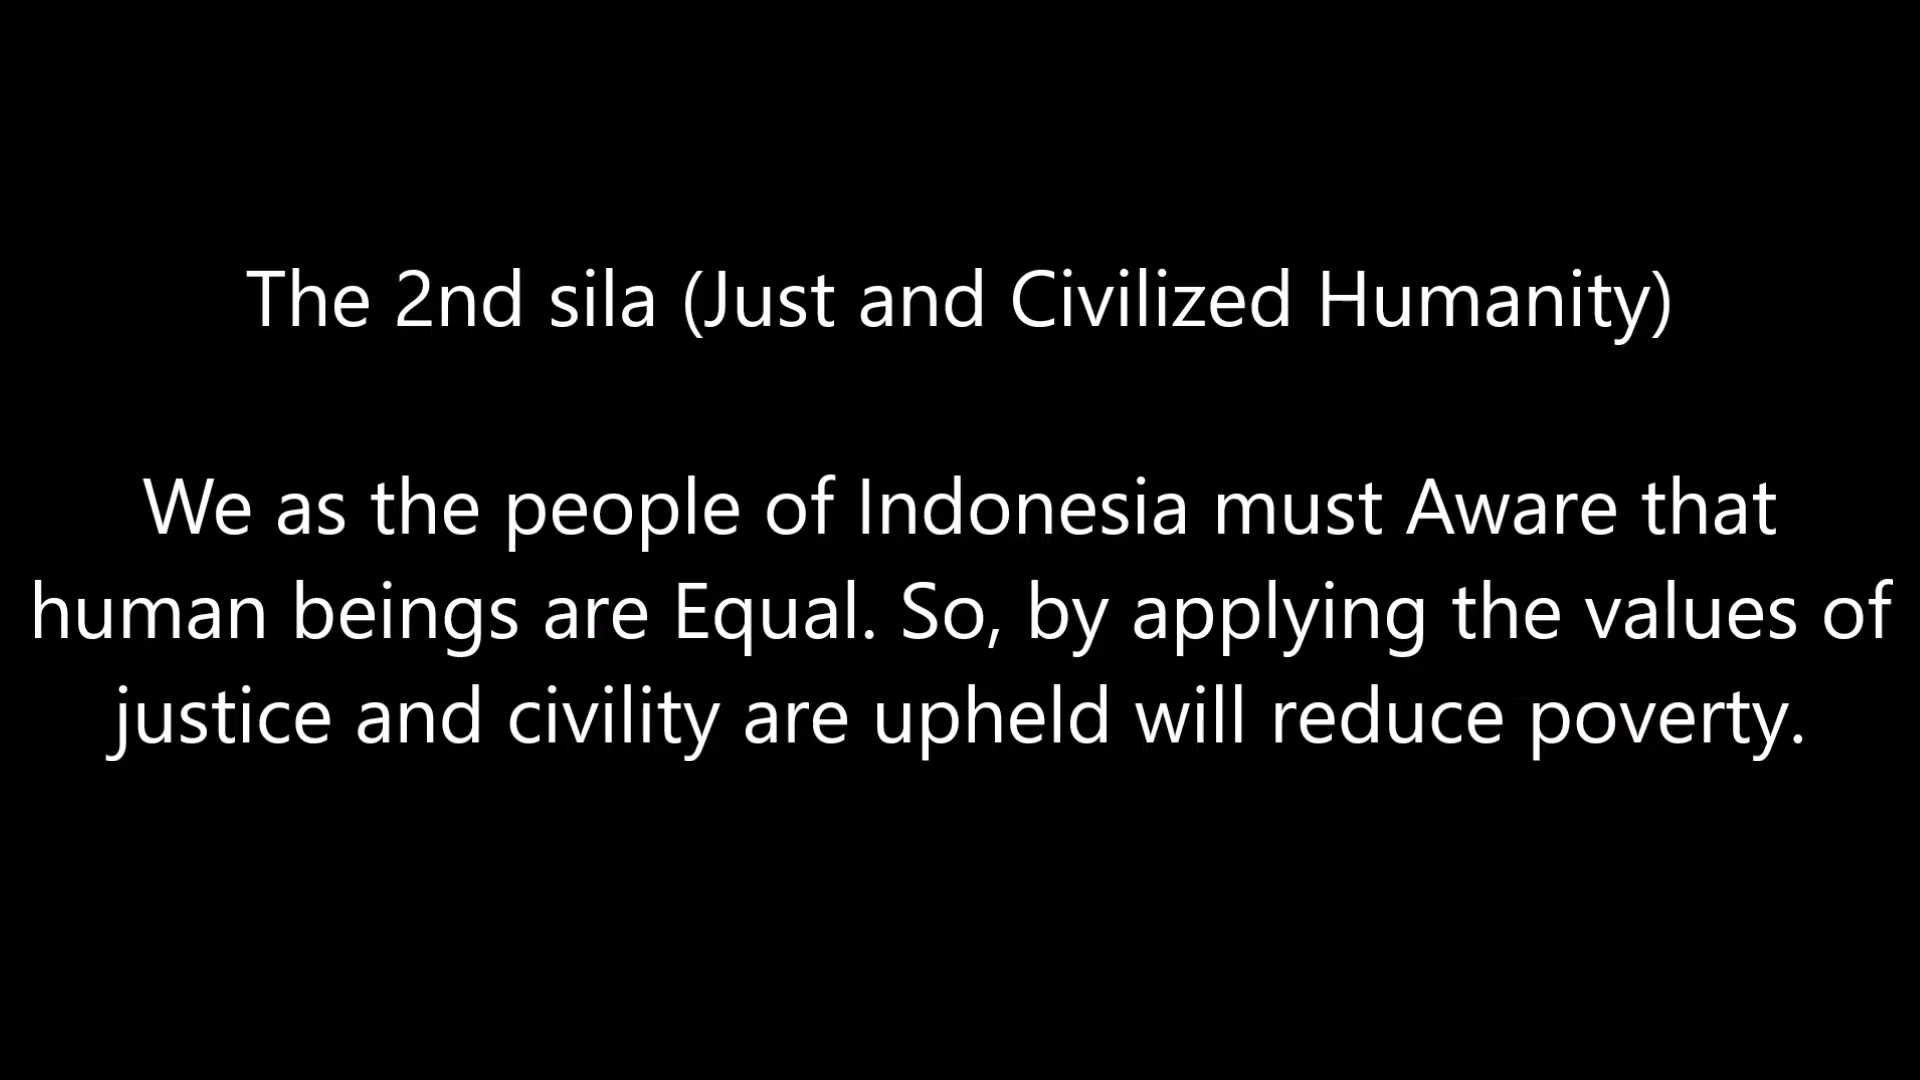 The 2nd sila (Just and Civilized Humanity)
We as the people of Indonesia must Aware that
human beings are Equal. So, by applying the values of
justice and civility are upheld will reduce poverty.